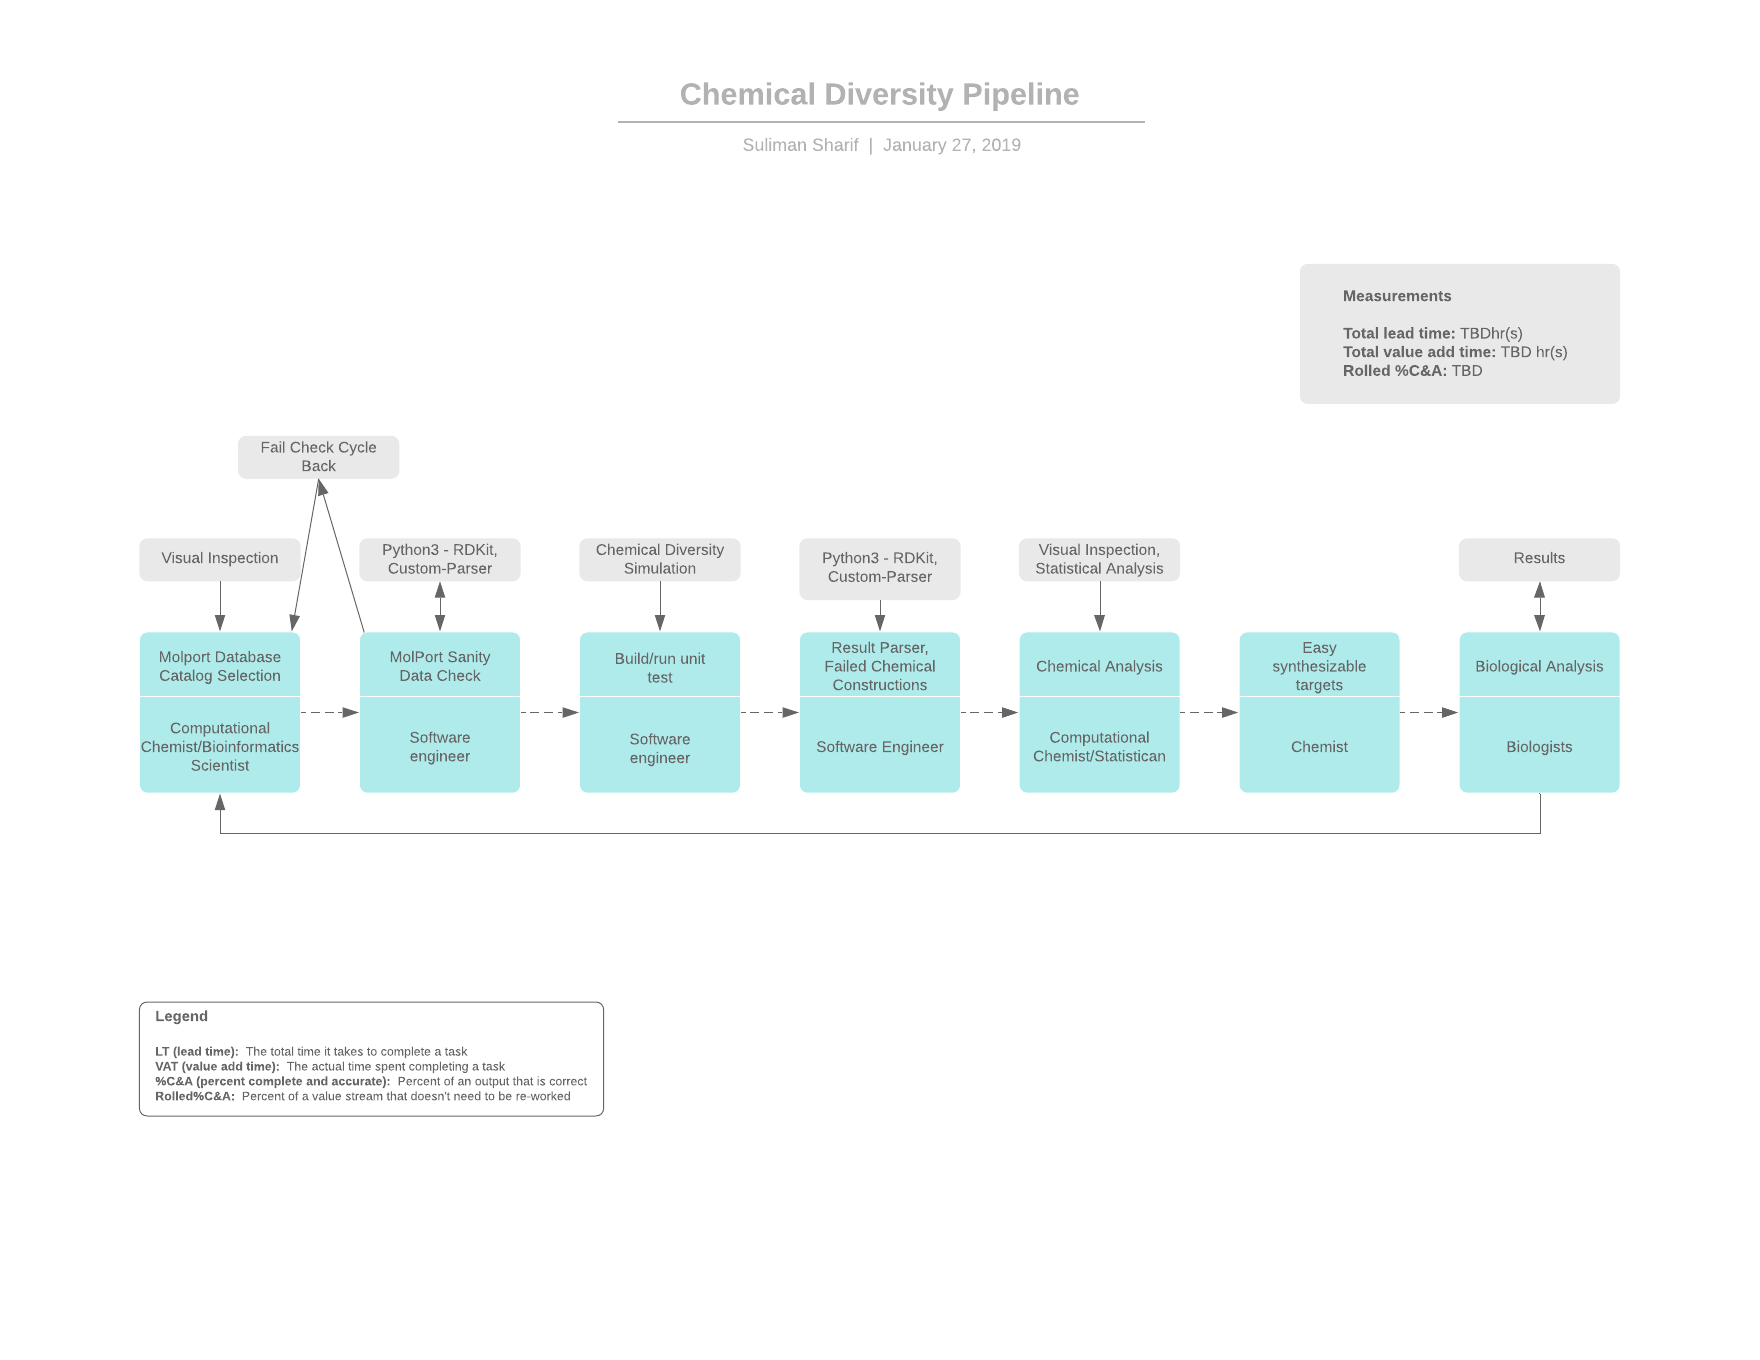 Chemical Diversity Pipeline
Suliman Sharif | January 27, 2019
Measurements
Total lead time: TBDhr(s)
Total value add time: TBD hr(s)
Rolled %C&A: TBD
Fail Check Cycle
Back
Visual Inspection
Python3 - RDKit,
Custom-Parser
Chemical Diversity
Simulation
Python3 - RDKit,
Custom-Parser
Visual Inspection,
Statistical Analysis
Results
Molport Database
Catalog Selection
Computational
Chemist/Bioinformatics
Scientist
MolPort Sanity
Data Check
Software
engineer
Build/run unit
test
Software
engineer
Result Parser,
Failed Chemical
Constructions
Software Engineer
Chemical Analysis
Computational
Chemist/Statistican
Easy
synthesizable
targets
Chemist
Biological Analysis
Biologists
Legend
LT (lead time): The total time it takes to complete a task
VAT (value add time): The actual time spent completing a task
%C&A (percent complete and accurate): Percent of an output that is correct
Rolled%C&A: Percent of a value stream that doesn't need to be re-worked